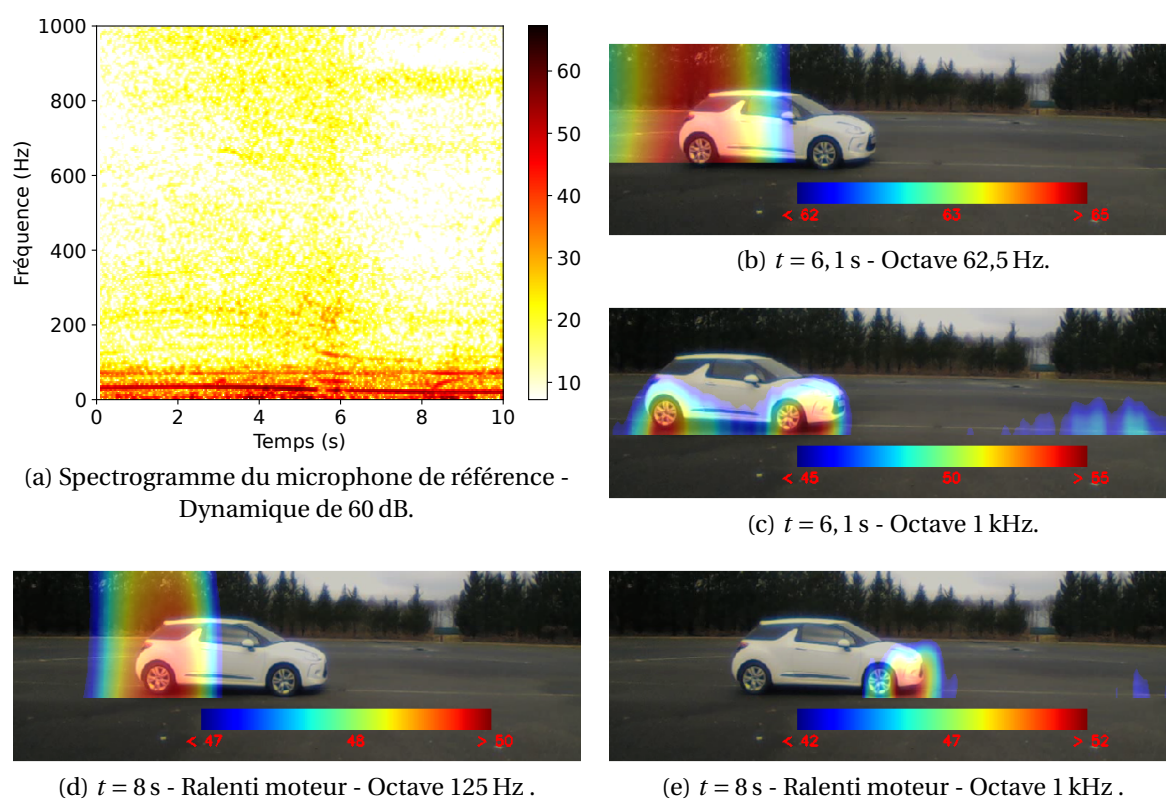 1000
800
600
400
200
0
Fréquence (Hz)
0 2 4 6 8 10
Temps (s)
60
50
40
30
20
10
(a) Spectrogramme du microphone de référence -
Dynamique de 60 dB.
< 62 63 > 65
(b) t = 6, 1 s - Octave 62,5 Hz.
< 45 50 > 55
(c) t = 6, 1 s - Octave 1 kHz.
< 47 48 > 50
(d) t = 8 s - Ralenti moteur - Octave 125 Hz .
< 42 47 > 52
(e) t = 8 s - Ralenti moteur - Octave 1 kHz .